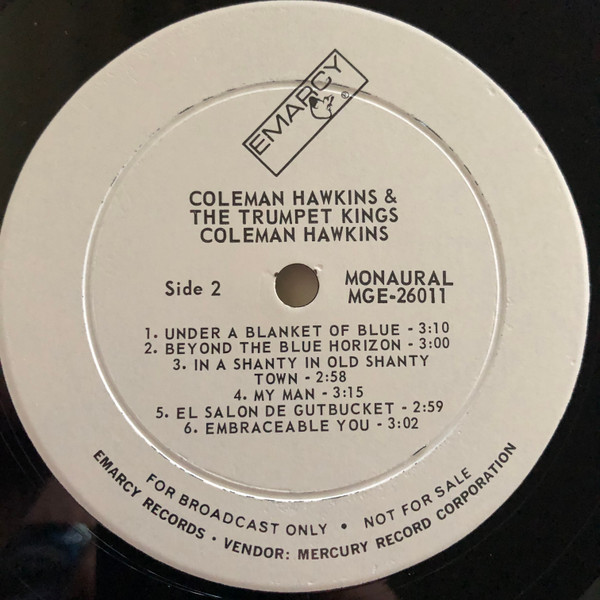 EMARCY
©
COLEMAN HAWKINS &
THE TRUMPET KINGS
COLEMAN HAWKINS
Side 2
MONAURAL
MGE-26011
1. UNDER A BLANKET OF BLUE - 3:10
2. BEYOND THE BLUE HORIZON - 3:00
3. IN A SHANTY IN OLD SHANTY
TOWN - 2:58
4. MY MAN - 3:15
5. EL SALON DE GUTBUCKET - 2:59
6. EMBRACEABLE YOU - 3:02
FOR BROADCAST ONLY • NOT FOR SALE
EMARCY RECORDS • VENDOR: MERCURY RECORD CORPORATION